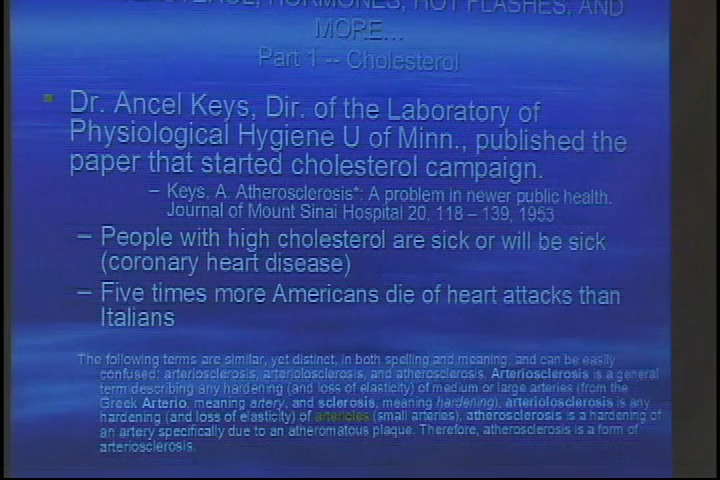 HORMONES, HOT FLASHES, AND
MORE...
Part 1 -- Cholesterol
Dr. Ancel Keys, Dir. of the Laboratory of
Physiological Hygiene U of Minn., published the
paper that started cholesterol campaign.
– Keys, A. Atherosclerosis*: A problem in newer public health.
Journal of Mount Sinai Hospital 20, 118 – 139, 1953
– People with high cholesterol are sick or will be sick
(coronary heart disease)
– Five times more Americans die of heart attacks than
Italians
The following terms are similar, yet distinct, in both spelling and meaning, and can be easily
confused: arteriosclerosis, arteriolosclerosis, and atherosclerosis. Arteriosclerosis is a general
term describing any hardening (and loss of elasticity) of medium or large arteries (from the
Greek Arterio, meaning artery, and sclerosis, meaning hardening), arteriolosclerosis is any
hardening (and loss of elasticity) of arterioles (small arteries), atherosclerosis is a hardening of
an artery specifically due to an atheromatous plaque. Therefore, atherosclerosis is a form of
arteriosclerosis.